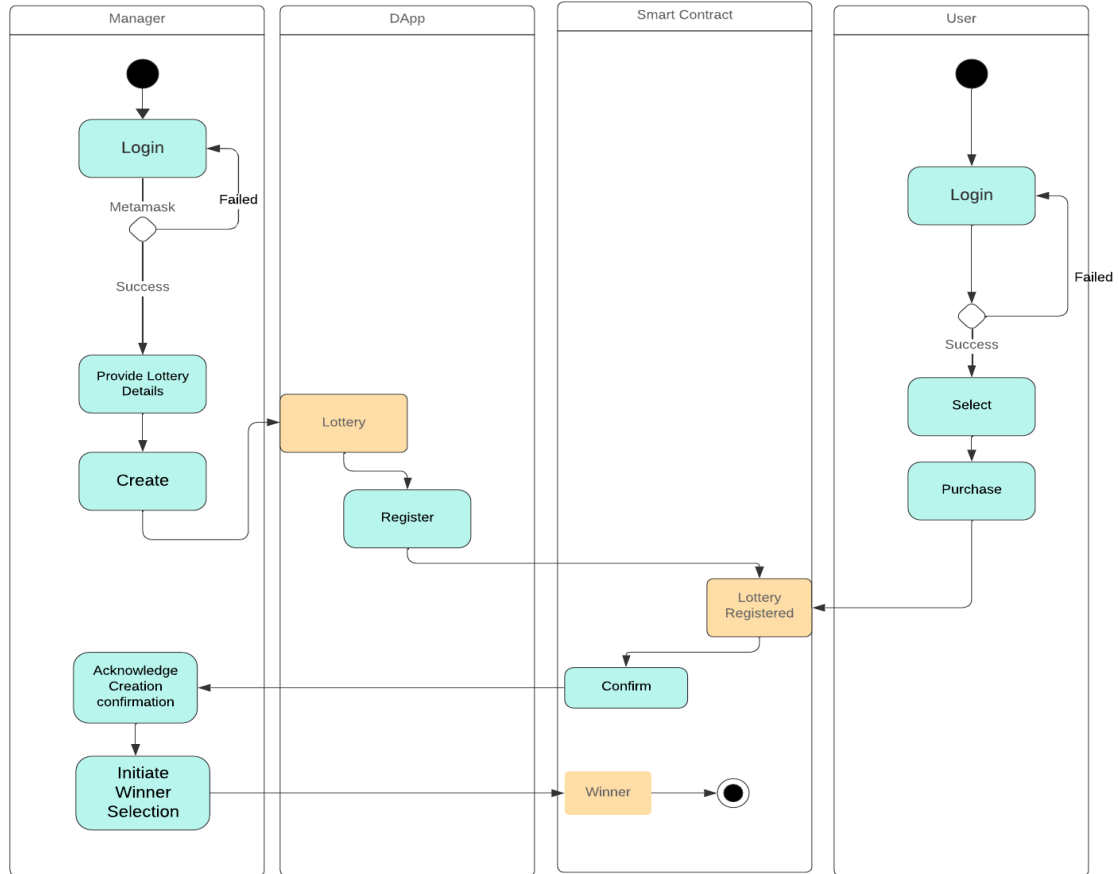 Manager
DApp
Smart Contract
User
Login
Metamask
Failed
Success
Provide Lottery
Details
Create
Lottery
Register
Login
Failed
Success
Select
Purchase
Lottery
Registered
Confirm
Acknowledge
Creation
confirmation
Initiate
Winner
Selection
Winner